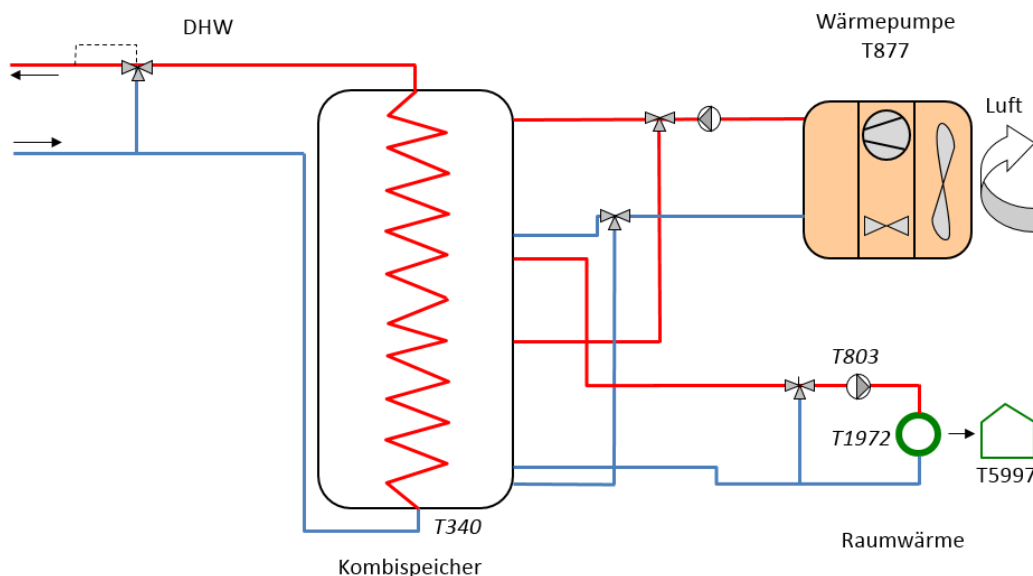 DHW
Wärmepumpe
T877
Luft
T803
T1972
T5997
T340
Raumwärme
Kombispeicher